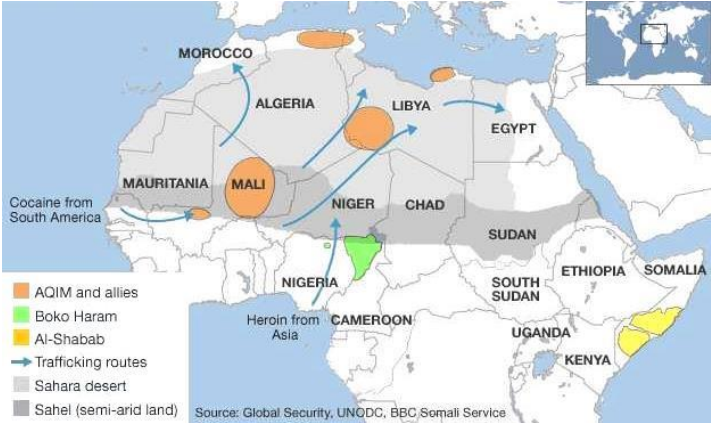 MOROCCO
ALGERIA
LIBYA
EGYPT
MAURITANIA
MALI
NIGER
CHAD
SUDAN
Cocaine from
South America
NIGERIA
SOUTH
SUDAN
ETHIOPIA
SOMALIA
Heroin from
Asia
CAMEROON
UGANDA
KENYA
AQIM and allies
Boko Haram
Al-Shabab
Trafficking routes
Sahara desert
Sahel (semi-arid land)
Source: Global Security, UNODC, BBC Somali Service